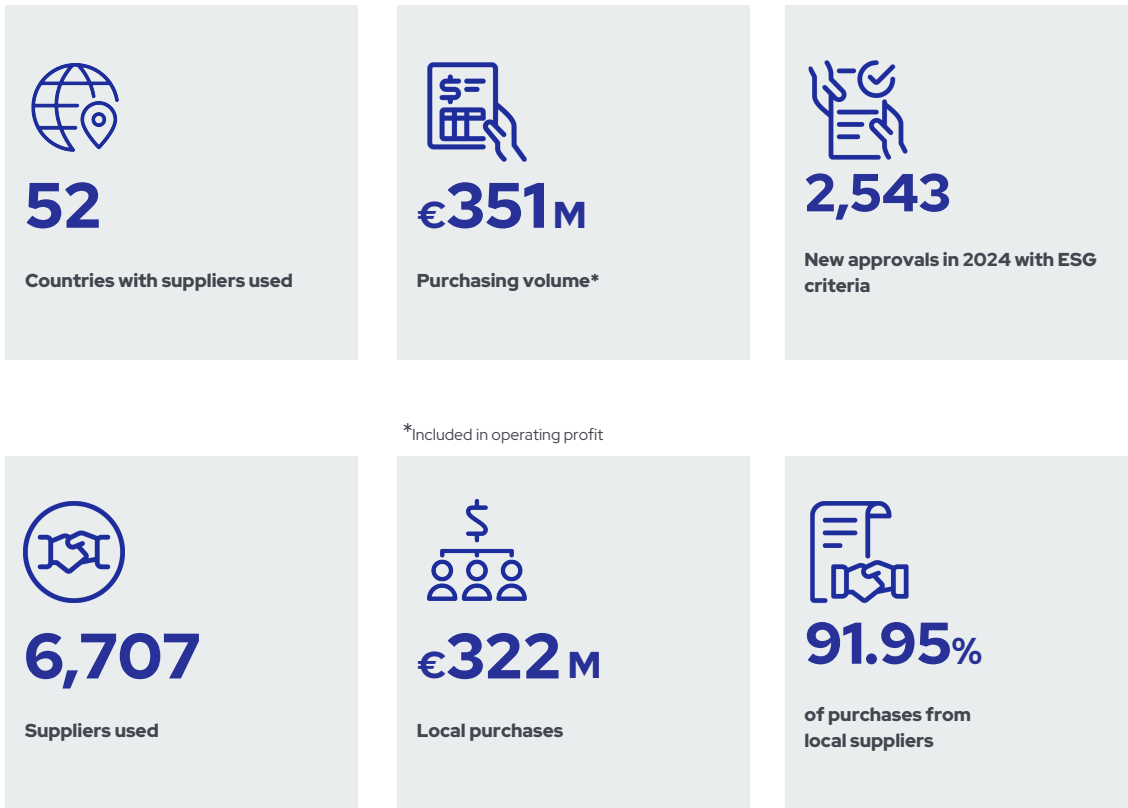 52
Countries with suppliers used
€351M
Purchasing volume*
2,543
New approvals in 2024 with ESG
criteria
*Included in operating profit
6,707
Suppliers used
€322M
Local purchases
91.95%
of purchases from
local suppliers